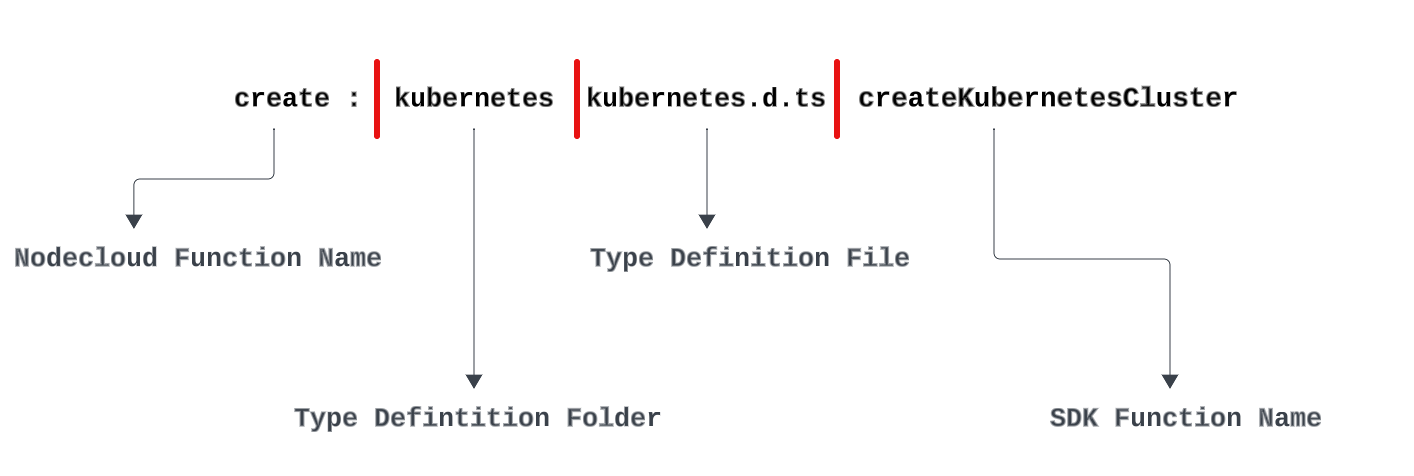 create : kubernetes kubernetes.d.ts createKubernetesCluster
Nodecloud Function Name Type Definition File
Type Defintition Folder SDK Function Name